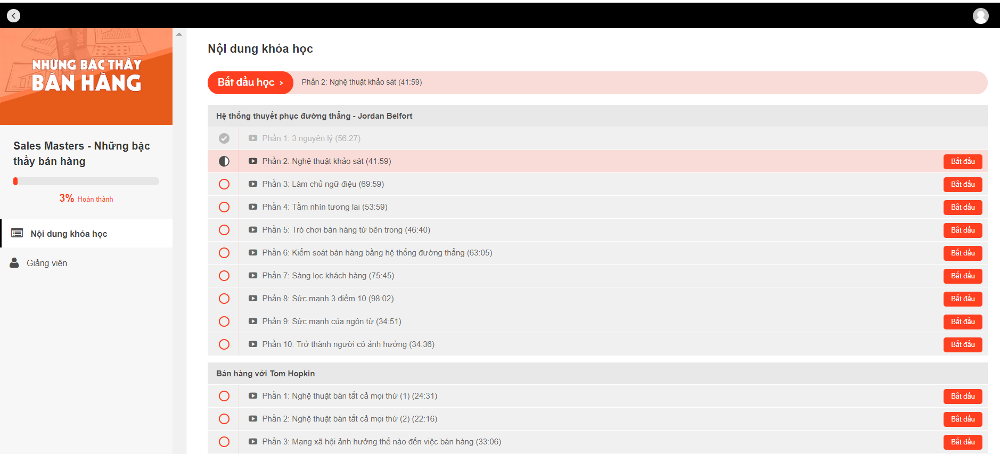 NHỮNG BẬC THẦY
BÁN HÀNG
Sales Masters - Những bậc
thầy bán hàng
3% Hoàn thành
Nội dung khóa học
Giảng viên
Nội dung khóa học
Bắt đầu học › Phần 2: Nghệ thuật khảo sát (41:59)
Hệ thống thuyết phục đường thẳng - Jordan Belfort
Phần 1: 3 nguyên lý (56:27)
Phần 2: Nghệ thuật khảo sát (41:59) Bắt đầu
Phần 3: Làm chủ ngữ điệu (69:59) Bắt đầu
Phần 4: Tầm nhìn tương lai (53:59) Bắt đầu
Phần 5: Trò chơi bán hàng từ bên trong (46:40) Bắt đầu
Phần 6: Kiểm soát bán hàng bằng hệ thống đường thẳng (63:05) Bắt đầu
Phần 7: Sàng lọc khách hàng (75:45) Bắt đầu
Phần 8: Sức mạnh 3 điểm 10 (98:02) Bắt đầu
Phần 9: Sức mạnh của ngôn từ (34:51) Bắt đầu
Phần 10: Trở thành người có ảnh hưởng (34:36) Bắt đầu
Bán hàng với Tom Hopkin
Phần 1: Nghệ thuật bán tất cả mọi thứ (1) (24:31) Bắt đầu
Phần 2: Nghệ thuật bán tất cả mọi thứ (2) (22:16) Bắt đầu
Phần 3: Mạng xã hội ảnh hưởng thế nào đến việc bán hàng (33:06) Bắt đầu